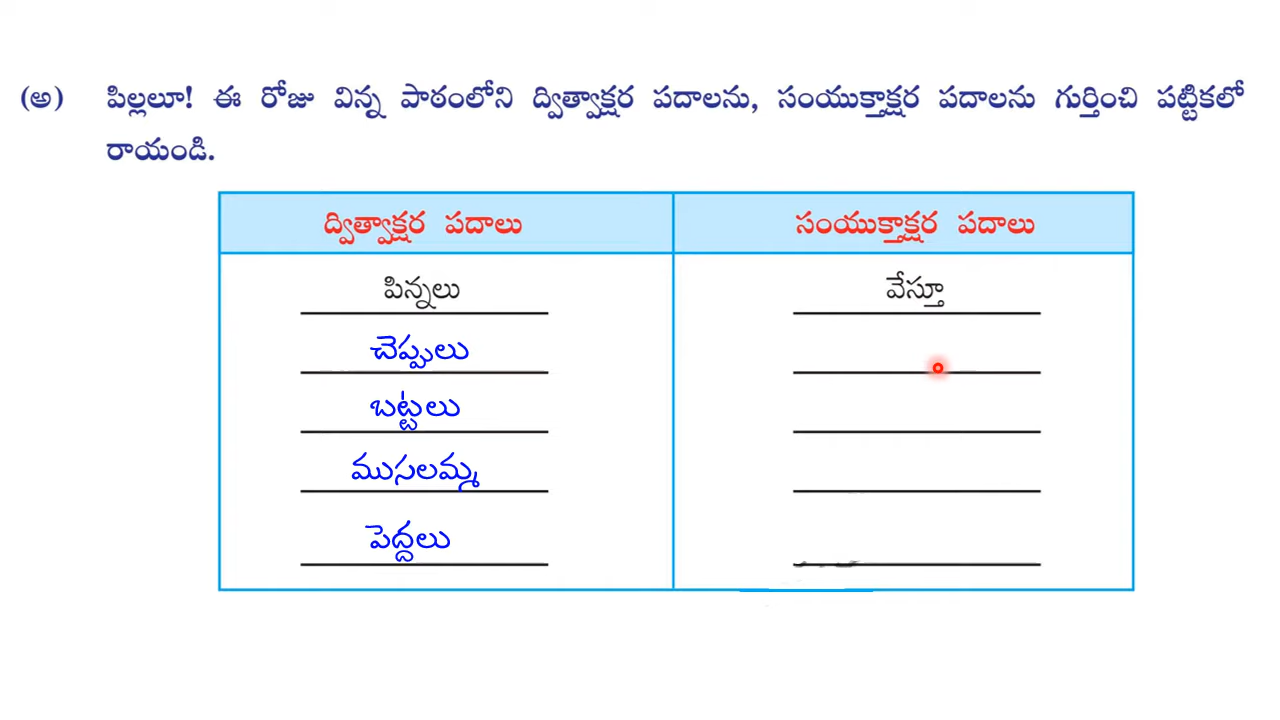 (అ) పిల్లలూ! ఈ రోజు విన్న పాఠంలోని ద్విత్వాక్షర పదాలను, సంయుక్తాక్షర పదాలను గుర్తించి పట్టికలో
రాయండి.
ద్విత్వాక్షర పదాలు సంయుక్తాక్షర పదాలు
పిన్నలు వేస్తూ
చెప్పులు
బట్టలు
ముసలమ్మ
పెద్దలు